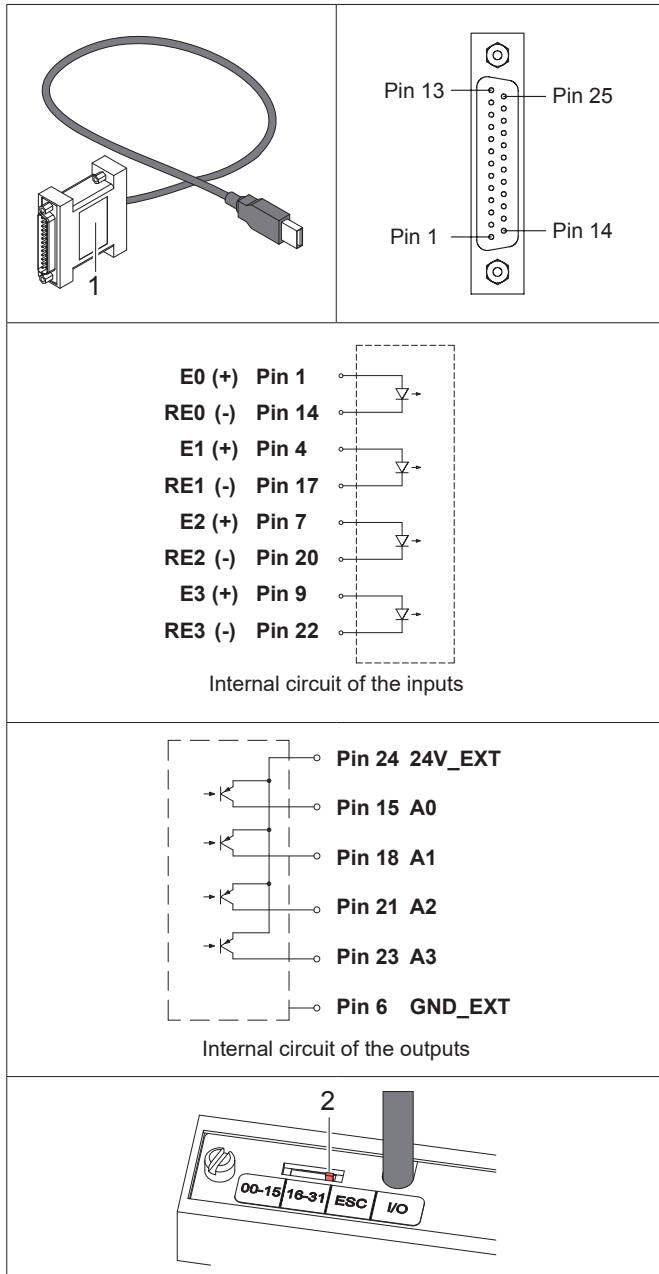 1
Pin 13
Pin 25
Pin 1
Pin 14
E0 (+) Pin 1
RE0 (-) Pin 14
E1 (+) Pin 4
RE1 (-) Pin 17
E2 (+) Pin 7
RE2 (-) Pin 20
E3 (+) Pin 9
RE3 (-) Pin 22
Internal circuit of the inputs
Pin 24 24V_EXT
Pin 15 A0
Pin 18 A1
Pin 21 A2
Pin 23 A3
Pin 6 GND_EXT
Internal circuit of the outputs
2
00-15 16-31 ESC I/O